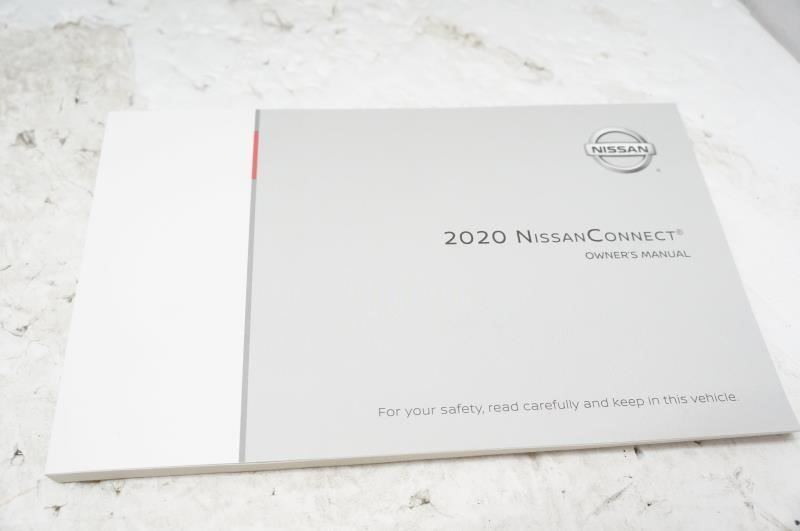 NISSAN
2020 NISSANCONNECT®
OWNER'S MANUAL
For your safety, read carefully and keep in this vehicle.